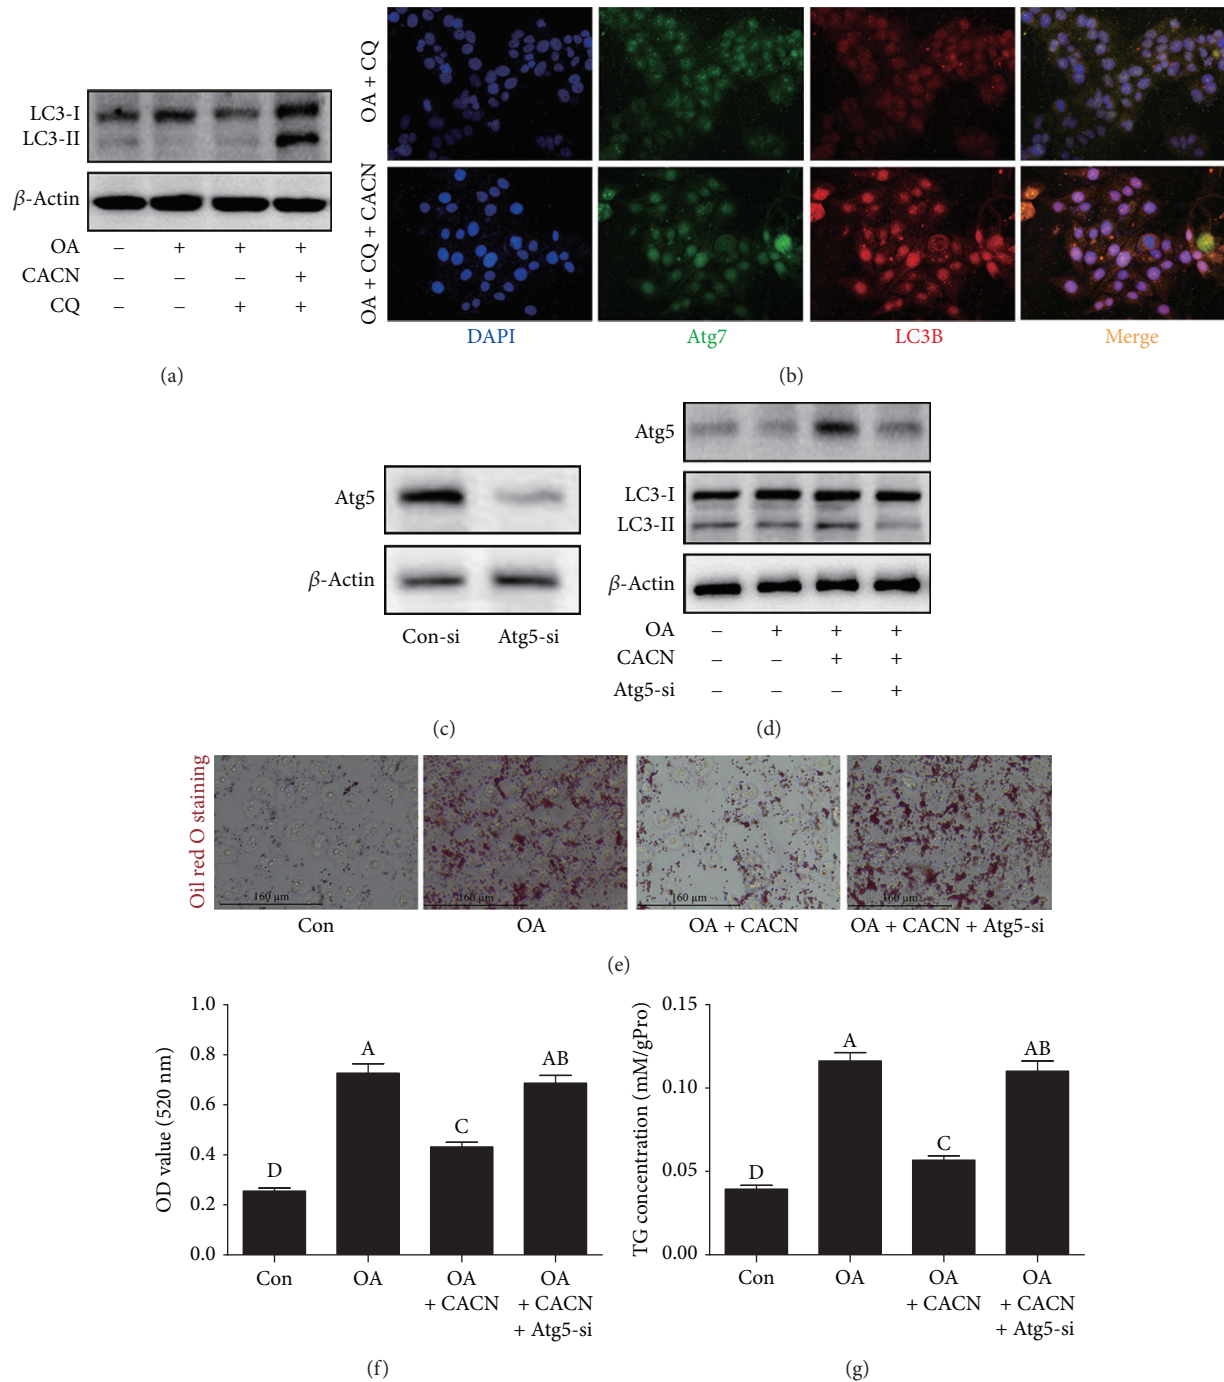 LC3-I
LC3-II
β-Actin
OA – + + +
CACN – – – +
CQ – – + +
(a)
OA + CQ
OA + CQ + CACN
DAPI Atg7 LC3B Merge
(b)
Atg5
β-Actin
Con-si Atg5-si
(c)
Atg5
LC3-I
LC3-II
β-Actin
OA – + + +
CACN – – + +
Atg5-si – – – +
(d)
Oil red O staining
160 µm 160 µm 160 µm 160 µm
Con OA OA + CACN OA + CACN + Atg5-si
(e)
OD value (520 nm)
1.0
0.8
0.6
0.4
0.2
0.0
D A C AB
Con OA OA OA
+ CACN + CACN
+ Atg5-si
(f)
TG concentration (mM/gPro)
0.15
0.10
0.05
0.00
D A C AB
Con OA OA OA
+ CACN + CACN
+ Atg5-si
(g)